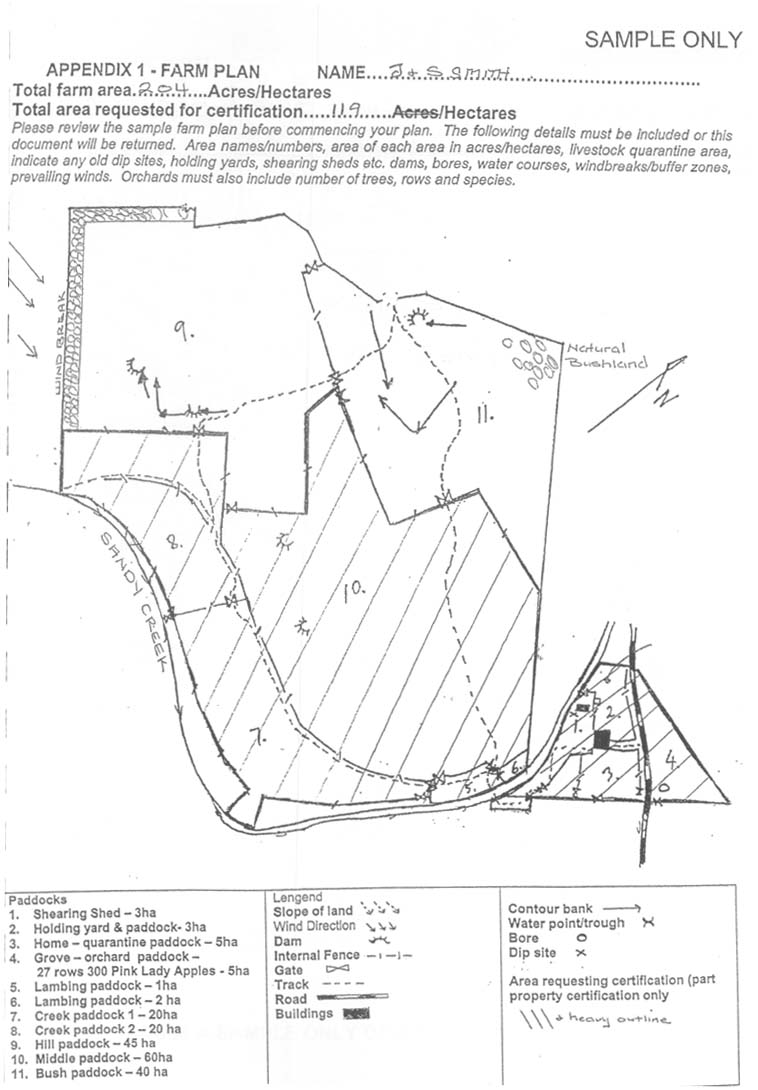 SAMPLE ONLY
APPENDIX 1 - FARM PLAN NAME....J & S SMITH....
Total farm area.204....Acres/Hectares
Total area requested for certification.....119......Acres/Hectares
Please review the sample farm plan before commencing your plan. The following details must be included or this
document will be returned. Area names/numbers, area of each area in acres/hectares, livestock quarantine area,
indicate any old dip sites, holding yards, shearing sheds etc. dams, bores, water courses, windbreaks/buffer zones,
prevailing winds. Orchards must also include number of trees, rows and species.
WIND BREAK
9.
Natural
Bushland
N
11.
8.
SANDY CREEK
10.
7.
1.
2.
3.
4
5.
6.
Paddocks
1. Shearing Shed – 3ha
2. Holding yard & paddock- 3ha
3. Home – quarantine paddock – 5ha
4. Grove – orchard paddock –
27 rows 300 Pink Lady Apples - 5ha
5. Lambing paddock – 1ha
6. Lambing paddock – 2 ha
7. Creek paddock 1 – 20ha
8. Creek paddock 2 – 20 ha
9. Hill paddock – 45 ha
10. Middle paddock – 60ha
11. Bush paddock – 40 ha
Lengend
Slope of land
Wind Direction
Dam
Internal Fence
Gate
Track
Road
Buildings
Contour bank
Water point/trough
Bore
Dip site
Area requesting certification (part
property certification only
+ heavy outline